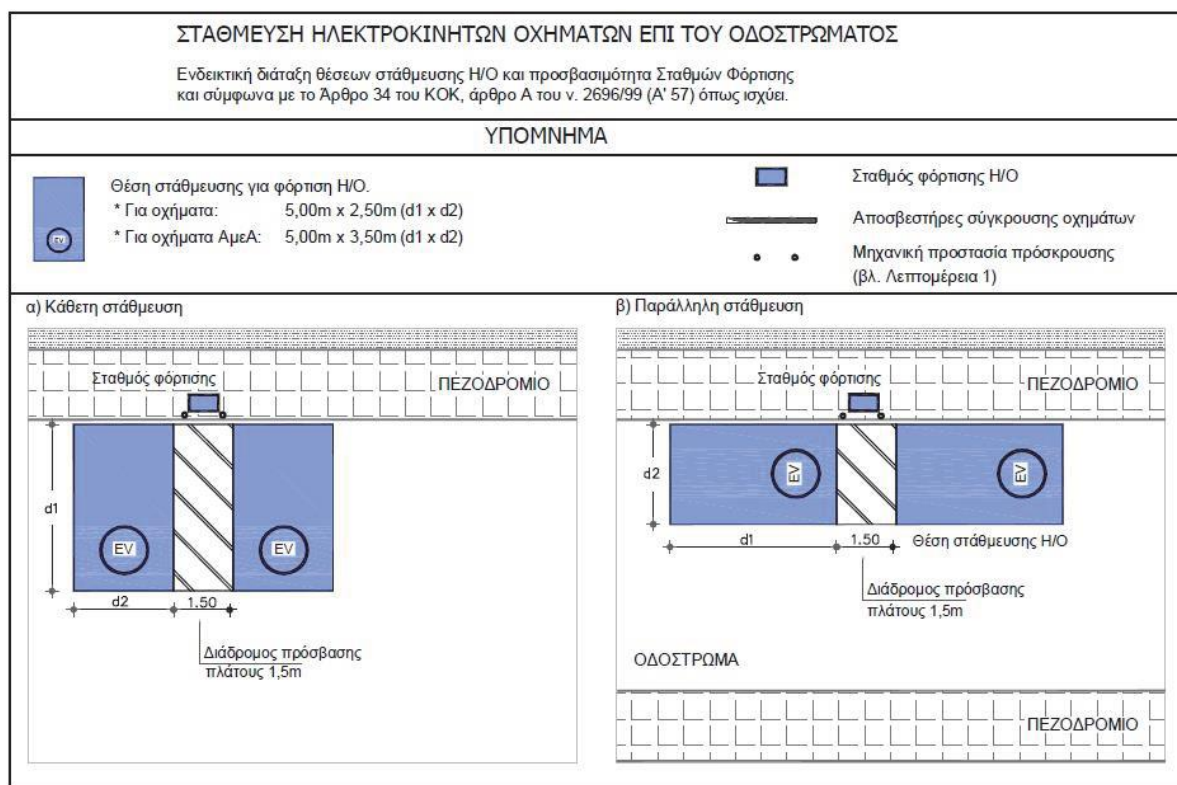 ΣΤΑΘΜΕΥΣΗ ΗΛΕΚΤΡΟΚΙΝΗΤΩΝ ΟΧΗΜΑΤΩΝ ΕΠΙ ΤΟΥ ΟΔΟΣΤΡΩΜΑΤΟΣ
Ενδεικτική διάταξη θέσεων στάθμευσης Η/Ο και προσβασιμότητα Σταθμών Φόρτισης
και σύμφωνα με το Άρθρο 34 του ΚΟΚ, άρθρο Α του ν. 2696/99 (Α' 57) όπως ισχύει.
ΥΠΟΜΝΗΜΑ
Θέση στάθμευσης για φόρτιση Η/Ο.
* Για οχήματα: 5,00m x 2,50m (d1 x d2)
* Για οχήματα ΑμεΑ: 5,00m x 3,50m (d1 x d2)
EV
Σταθμός φόρτισης Η/Ο
Αποσβεστήρες σύγκρουσης οχημάτων
Μηχανική προστασία πρόσκρουσης
(βλ. Λεπτομέρεια 1)
α) Κάθετη στάθμευση
Σταθμός φόρτισης
ΠΕΖΟΔΡΟΜΙΟ
d1
EV
EV
d2
1.50
Διάδρομος πρόσβασης
πλάτους 1,5m
β) Παράλληλη στάθμευση
Σταθμός φόρτισης
ΠΕΖΟΔΡΟΜΙΟ
d2
EV
EV
d1
1.50
Θέση στάθμευσης Η/Ο
Διάδρομος πρόσβασης
πλάτους 1,5m
ΟΔΟΣΤΡΩΜΑ
ΠΕΖΟΔΡΟΜΙΟ